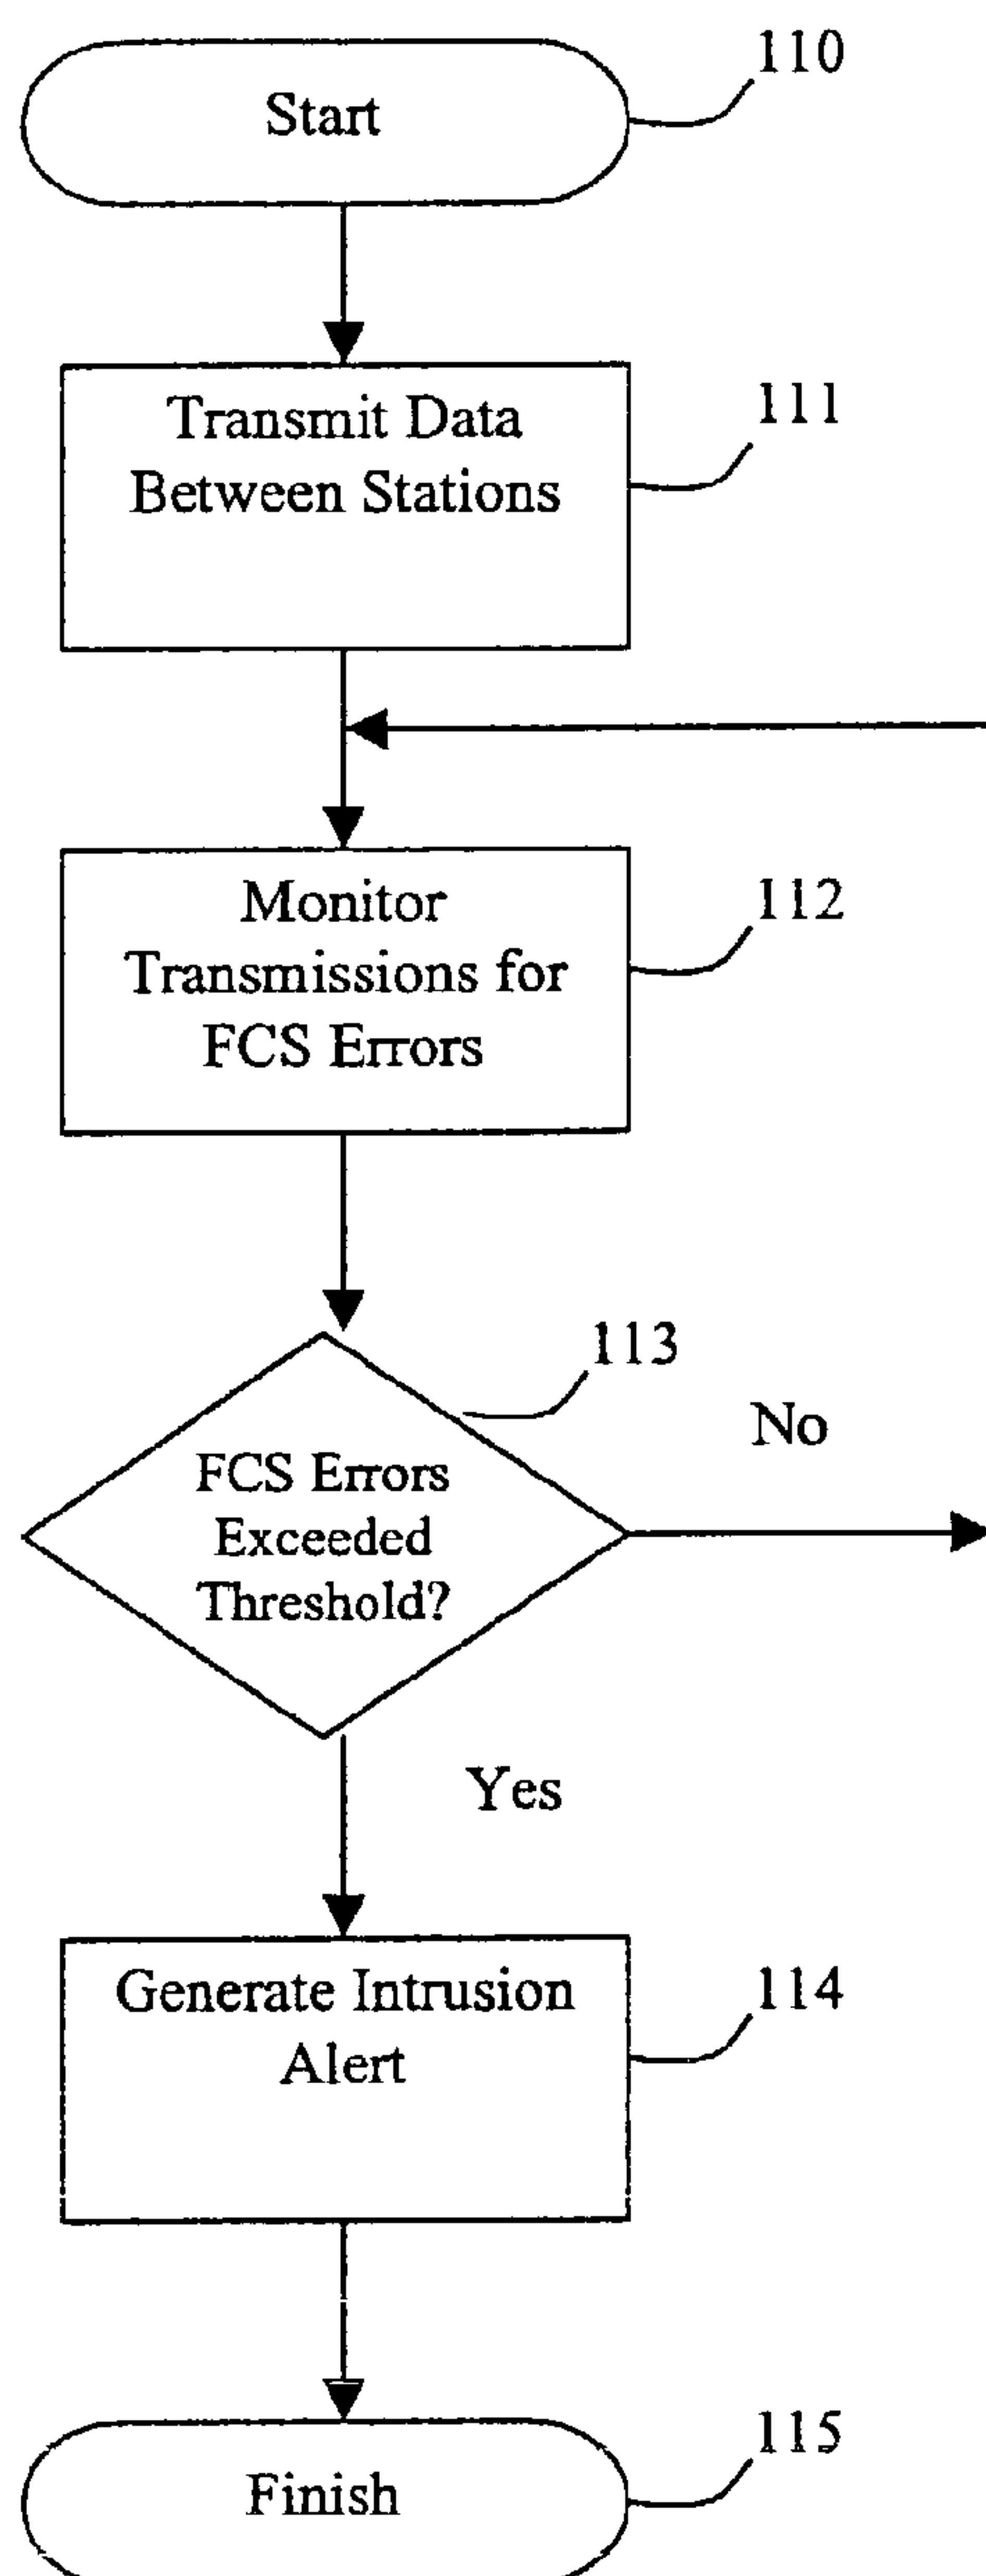 110
Start
111
Transmit Data
Between Stations
112
Monitor
Transmissions for
FCS Errors
113
No
FCS Errors
Exceeded
Threshold?
Yes
Generate Intrusion
Alert
114
115
Finish